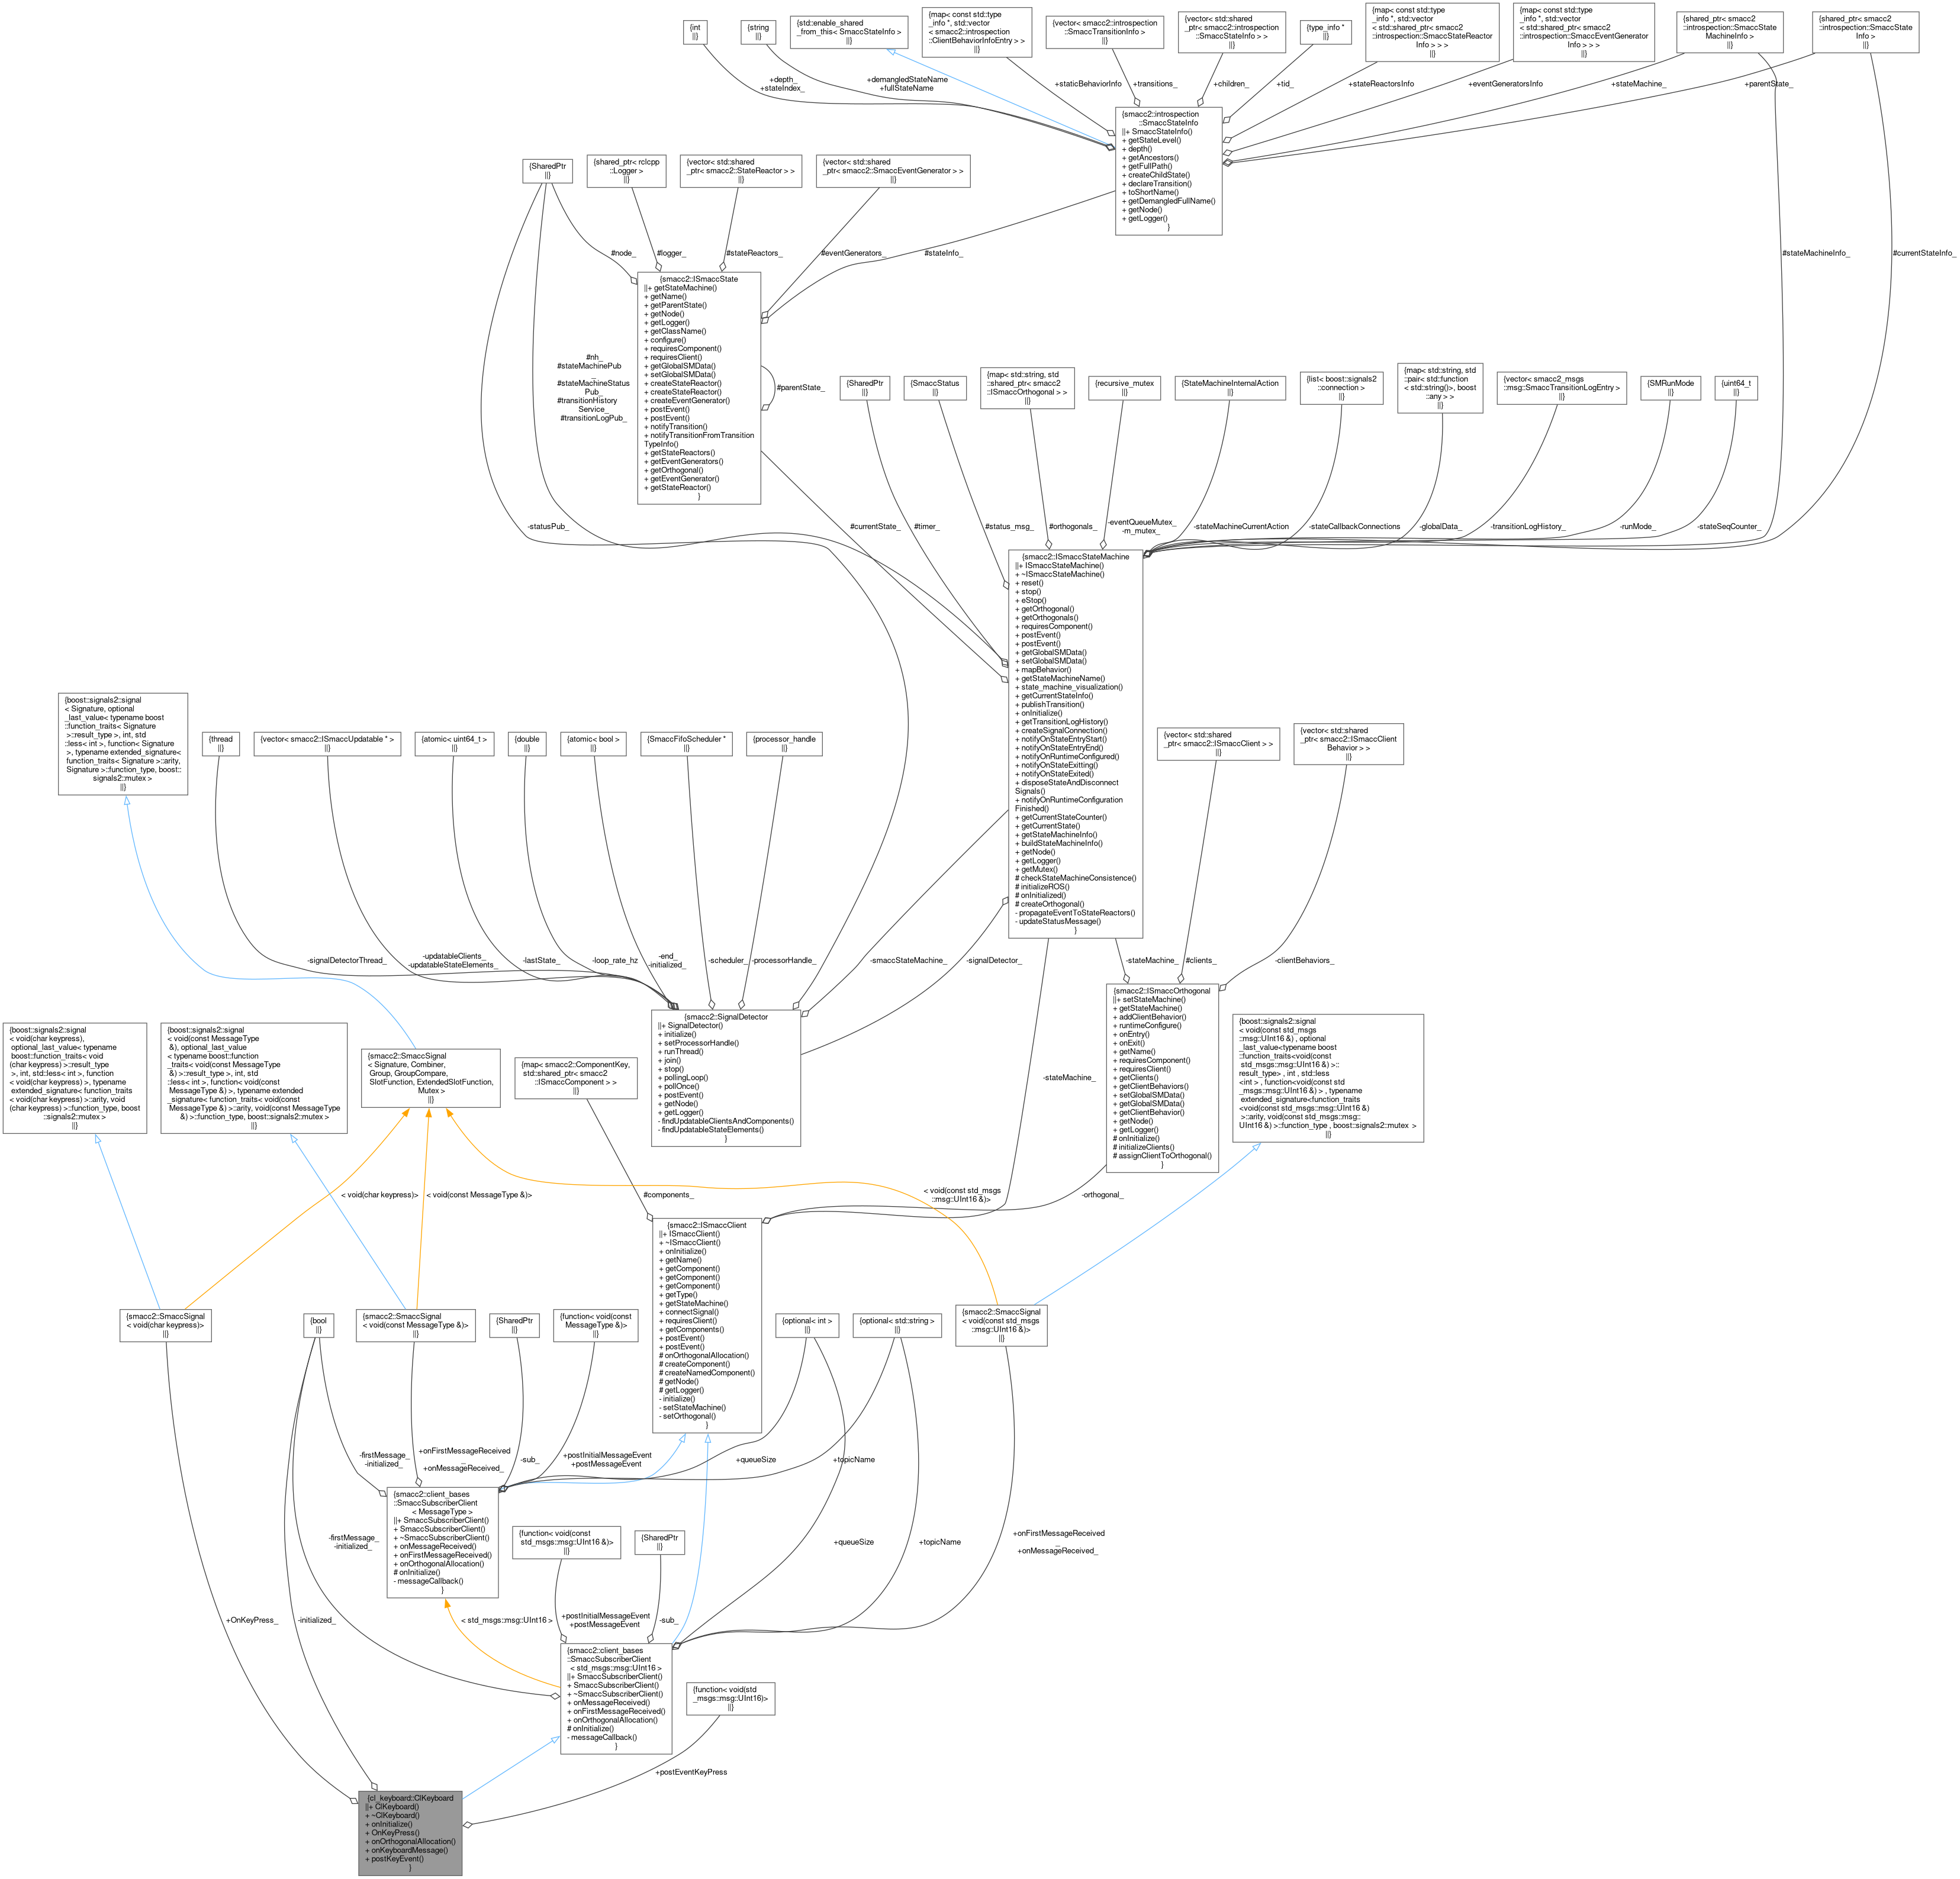 {int
||}
{string
||}
{std::enable_shared
_from_this< SmaccStateInfo >
||}
{map< const std::type
_info *, std::vector
< smacc2::introspection
::ClientBehaviorInfoEntry > >
||}
{vector< smacc2::introspection
::SmaccTransitionInfo >
||}
{vector< std::shared
_ptr< smacc2::introspection
::SmaccStateInfo > >
||}
{type_info *
||}
{map< const std::type
_info *, std::vector
< std::shared_ptr< smacc2
::introspection::SmaccStateReactor
Info > > >
||}
{map< const std::type
_info *, std::vector
< std::shared_ptr< smacc2
::introspection::SmaccEventGenerator
Info > > >
||}
{shared_ptr< smacc2
::introspection::SmaccState
MachineInfo >
||}
{shared_ptr< smacc2
::introspection::SmaccState
Info >
||}
+depth_
+stateIndex_
+demangledStateName
+fullStateName
+staticBehaviorInfo
+transitions_
+children_
+tid_
+stateReactorsInfo
+eventGeneratorsInfo
+stateMachine_
+parentState_
{smacc2::introspection
::SmaccStateInfo
||+ SmaccStateInfo()
+ getStateLevel()
+ depth()
+ getAncestors()
+ getFullPath()
+ createChildState()
+ declareTransition()
+ toShortName()
+ getDemangledFullName()
+ getNode()
+ getLogger()
}
{SharedPtr
||}
{shared_ptr< rclcpp
::Logger >
||}
{vector< std::shared
_ptr< smacc2::StateReactor > >
||}
{vector< std::shared
_ptr< smacc2::SmaccEventGenerator > >
||}
#node_
#logger_
#stateReactors_
#eventGenerators_
#stateInfo_
#stateMachineInfo_
#currentStateInfo_
{smacc2::ISmaccState
||+ getStateMachine()
+ getName()
+ getParentState()
+ getNode()
+ getLogger()
+ getClassName()
+ configure()
+ requiresComponent()
+ requiresClient()
+ getGlobalSMData()
+ setGlobalSMData()
+ createStateReactor()
+ createStateReactor()
+ createEventGenerator()
+ postEvent()
+ postEvent()
+ notifyTransition()
+ notifyTransitionFromTransition
TypeInfo()
+ getStateReactors()
+ getEventGenerators()
+ getOrthogonal()
+ getEventGenerator()
+ getStateReactor()
}
#parentState_
#nh_
#stateMachinePub
_
#stateMachineStatus
Pub_
#transitionHistory
Service_
#transitionLogPub_
{SharedPtr
||}
{SmaccStatus
||}
{map< std::string, std
::shared_ptr< smacc2
::ISmaccOrthogonal > >
||}
{recursive_mutex
||}
{StateMachineInternalAction
||}
{list< boost::signals2
::connection >
||}
{map< std::string, std
::pair< std::function
< std::string()>, boost
::any > >
||}
{vector< smacc2_msgs
::msg::SmaccTransitionLogEntry >
||}
{SMRunMode
||}
{uint64_t
||}
-statusPub_
#currentState_
#timer_
#status_msg_
#orthogonals_
-eventQueueMutex_
-m_mutex_
-stateMachineCurrentAction
-stateCallbackConnections
-globalData_
-transitionLogHistory_
-runMode_
-stateSeqCounter_
{smacc2::ISmaccStateMachine
||+ ISmaccStateMachine()
+ ~ISmaccStateMachine()
+ reset()
+ stop()
+ eStop()
+ getOrthogonal()
+ getOrthogonals()
+ requiresComponent()
+ postEvent()
+ postEvent()
+ getGlobalSMData()
+ setGlobalSMData()
+ mapBehavior()
+ getStateMachineName()
+ state_machine_visualization()
+ getCurrentStateInfo()
+ publishTransition()
+ onInitialize()
+ getTransitionLogHistory()
+ createSignalConnection()
+ notifyOnStateEntryStart()
+ notifyOnStateEntryEnd()
+ notifyOnRuntimeConfigured()
+ notifyOnStateExitting()
+ notifyOnStateExited()
+ disposeStateAndDisconnect
Signals()
+ notifyOnRuntimeConfiguration
Finished()
+ getCurrentStateCounter()
+ getCurrentState()
+ getStateMachineInfo()
+ buildStateMachineInfo()
+ getNode()
+ getLogger()
+ getMutex()
# checkStateMachineConsistence()
# initializeROS()
# onInitialized()
# createOrthogonal()
- propagateEventToStateReactors()
- updateStatusMessage()
}
{boost::signals2::signal
< Signature, optional
_last_value< typename boost
::function_traits< Signature
>::result_type >, int, std
::less< int >, function< Signature
>, typename extended_signature<
function_traits< Signature >::arity,
Signature >::function_type, boost::
signals2::mutex >
||}
{thread
||}
{vector< smacc2::ISmaccUpdatable * >
||}
{atomic< uint64_t >
||}
{double
||}
{atomic< bool >
||}
{SmaccFifoScheduler *
||}
{processor_handle
||}
{vector< std::shared
_ptr< smacc2::ISmaccClient > >
||}
{vector< std::shared
_ptr< smacc2::ISmaccClient
Behavior > >
||}
-signalDetectorThread_
-updatableClients_
-updatableStateElements_
-lastState_
-loop_rate_hz
-end_
-initialized_
-scheduler_
-processorHandle_
-smaccStateMachine_
-signalDetector_
-stateMachine_
#clients_
-clientBehaviors_
{smacc2::SignalDetector
||+ SignalDetector()
+ initialize()
+ setProcessorHandle()
+ runThread()
+ join()
+ stop()
+ pollingLoop()
+ pollOnce()
+ postEvent()
+ getNode()
+ getLogger()
- findUpdatableClientsAndComponents()
- findUpdatableStateElements()
}
{smacc2::ISmaccOrthogonal
||+ setStateMachine()
+ getStateMachine()
+ addClientBehavior()
+ runtimeConfigure()
+ onEntry()
+ onExit()
+ getName()
+ requiresComponent()
+ requiresClient()
+ getClients()
+ getClientBehaviors()
+ setGlobalSMData()
+ getGlobalSMData()
+ getClientBehavior()
+ getNode()
+ getLogger()
# onInitialize()
# initializeClients()
# assignClientToOrthogonal()
}
{boost::signals2::signal
< void(char keypress),
optional_last_value< typename
boost::function_traits< void
(char keypress) >::result_type
>, int, std::less< int >, function
< void(char keypress) >, typename
extended_signature< function_traits
< void(char keypress) >::arity, void
(char keypress) >::function_type, boost
::signals2::mutex >
||}
{boost::signals2::signal
< void(const MessageType
&), optional_last_value
< typename boost::function
_traits< void(const MessageType
&) >::result_type >, int, std
::less< int >, function< void(const
MessageType &) >, typename extended
_signature< function_traits< void(const
MessageType &) >::arity, void(const MessageType
&) >::function_type, boost::signals2::mutex >
||}
{smacc2::SmaccSignal
< Signature, Combiner,
Group, GroupCompare,
SlotFunction, ExtendedSlotFunction,
Mutex >
||}
{map< smacc2::ComponentKey,
std::shared_ptr< smacc2
::ISmaccComponent > >
||}
{boost::signals2::signal
< void(const std_msgs
::msg::UInt16 &) , optional
_last_value<typename boost
::function_traits<void(const
std_msgs::msg::UInt16 &) >::
result_type> , int , std::less
<int > , function<void(const std
_msgs::msg::UInt16 &) > , typename
extended_signature<function_traits
<void(const std_msgs::msg::UInt16 &)
>::arity, void(const std_msgs::msg::
UInt16 &) >::function_type , boost::signals2::mutex >
||}
-stateMachine_
< void(char keypress)>
< void(const MessageType &)>
#components_
< void(const std_msgs
::msg::UInt16 &)>
-orthogonal_
{smacc2::ISmaccClient
||+ ISmaccClient()
+ ~ISmaccClient()
+ onInitialize()
+ getName()
+ getComponent()
+ getComponent()
+ getComponent()
+ getType()
+ getStateMachine()
+ connectSignal()
+ requiresClient()
+ getComponents()
+ postEvent()
+ postEvent()
# onOrthogonalAllocation()
# createComponent()
# createNamedComponent()
# getNode()
# getLogger()
- initialize()
- setStateMachine()
- setOrthogonal()
}
{smacc2::SmaccSignal
< void(char keypress)>
||}
{bool
||}
{smacc2::SmaccSignal
< void(const MessageType &)>
||}
{SharedPtr
||}
{function< void(const
MessageType &)>
||}
{optional< int >
||}
{optional< std::string >
||}
{smacc2::SmaccSignal
< void(const std_msgs
::msg::UInt16 &)>
||}
-firstMessage_
-initialized_
+onFirstMessageReceived
_
+onMessageReceived_
-sub_
+postInitialMessageEvent
+postMessageEvent
+queueSize
+topicName
{smacc2::client_bases
::SmaccSubscriberClient
< MessageType >
||+ SmaccSubscriberClient()
+ SmaccSubscriberClient()
+ ~SmaccSubscriberClient()
+ onMessageReceived()
+ onFirstMessageReceived()
+ onOrthogonalAllocation()
# onInitialize()
- messageCallback()
}
{function< void(const
std_msgs::msg::UInt16 &)>
||}
{SharedPtr
||}
-firstMessage_
-initialized_
+queueSize
+topicName
+onFirstMessageReceived
_
+onMessageReceived_
+OnKeyPress_
-initialized_
< std_msgs::msg::UInt16 >
+postInitialMessageEvent
+postMessageEvent
-sub_
{smacc2::client_bases
::SmaccSubscriberClient
< std_msgs::msg::UInt16 >
||+ SmaccSubscriberClient()
+ SmaccSubscriberClient()
+ ~SmaccSubscriberClient()
+ onMessageReceived()
+ onFirstMessageReceived()
+ onOrthogonalAllocation()
# onInitialize()
- messageCallback()
}
{function< void(std
_msgs::msg::UInt16)>
||}
+postEventKeyPress
{cl_keyboard::ClKeyboard
||+ ClKeyboard()
+ ~ClKeyboard()
+ onInitialize()
+ OnKeyPress()
+ onOrthogonalAllocation()
+ onKeyboardMessage()
+ postKeyEvent()
}